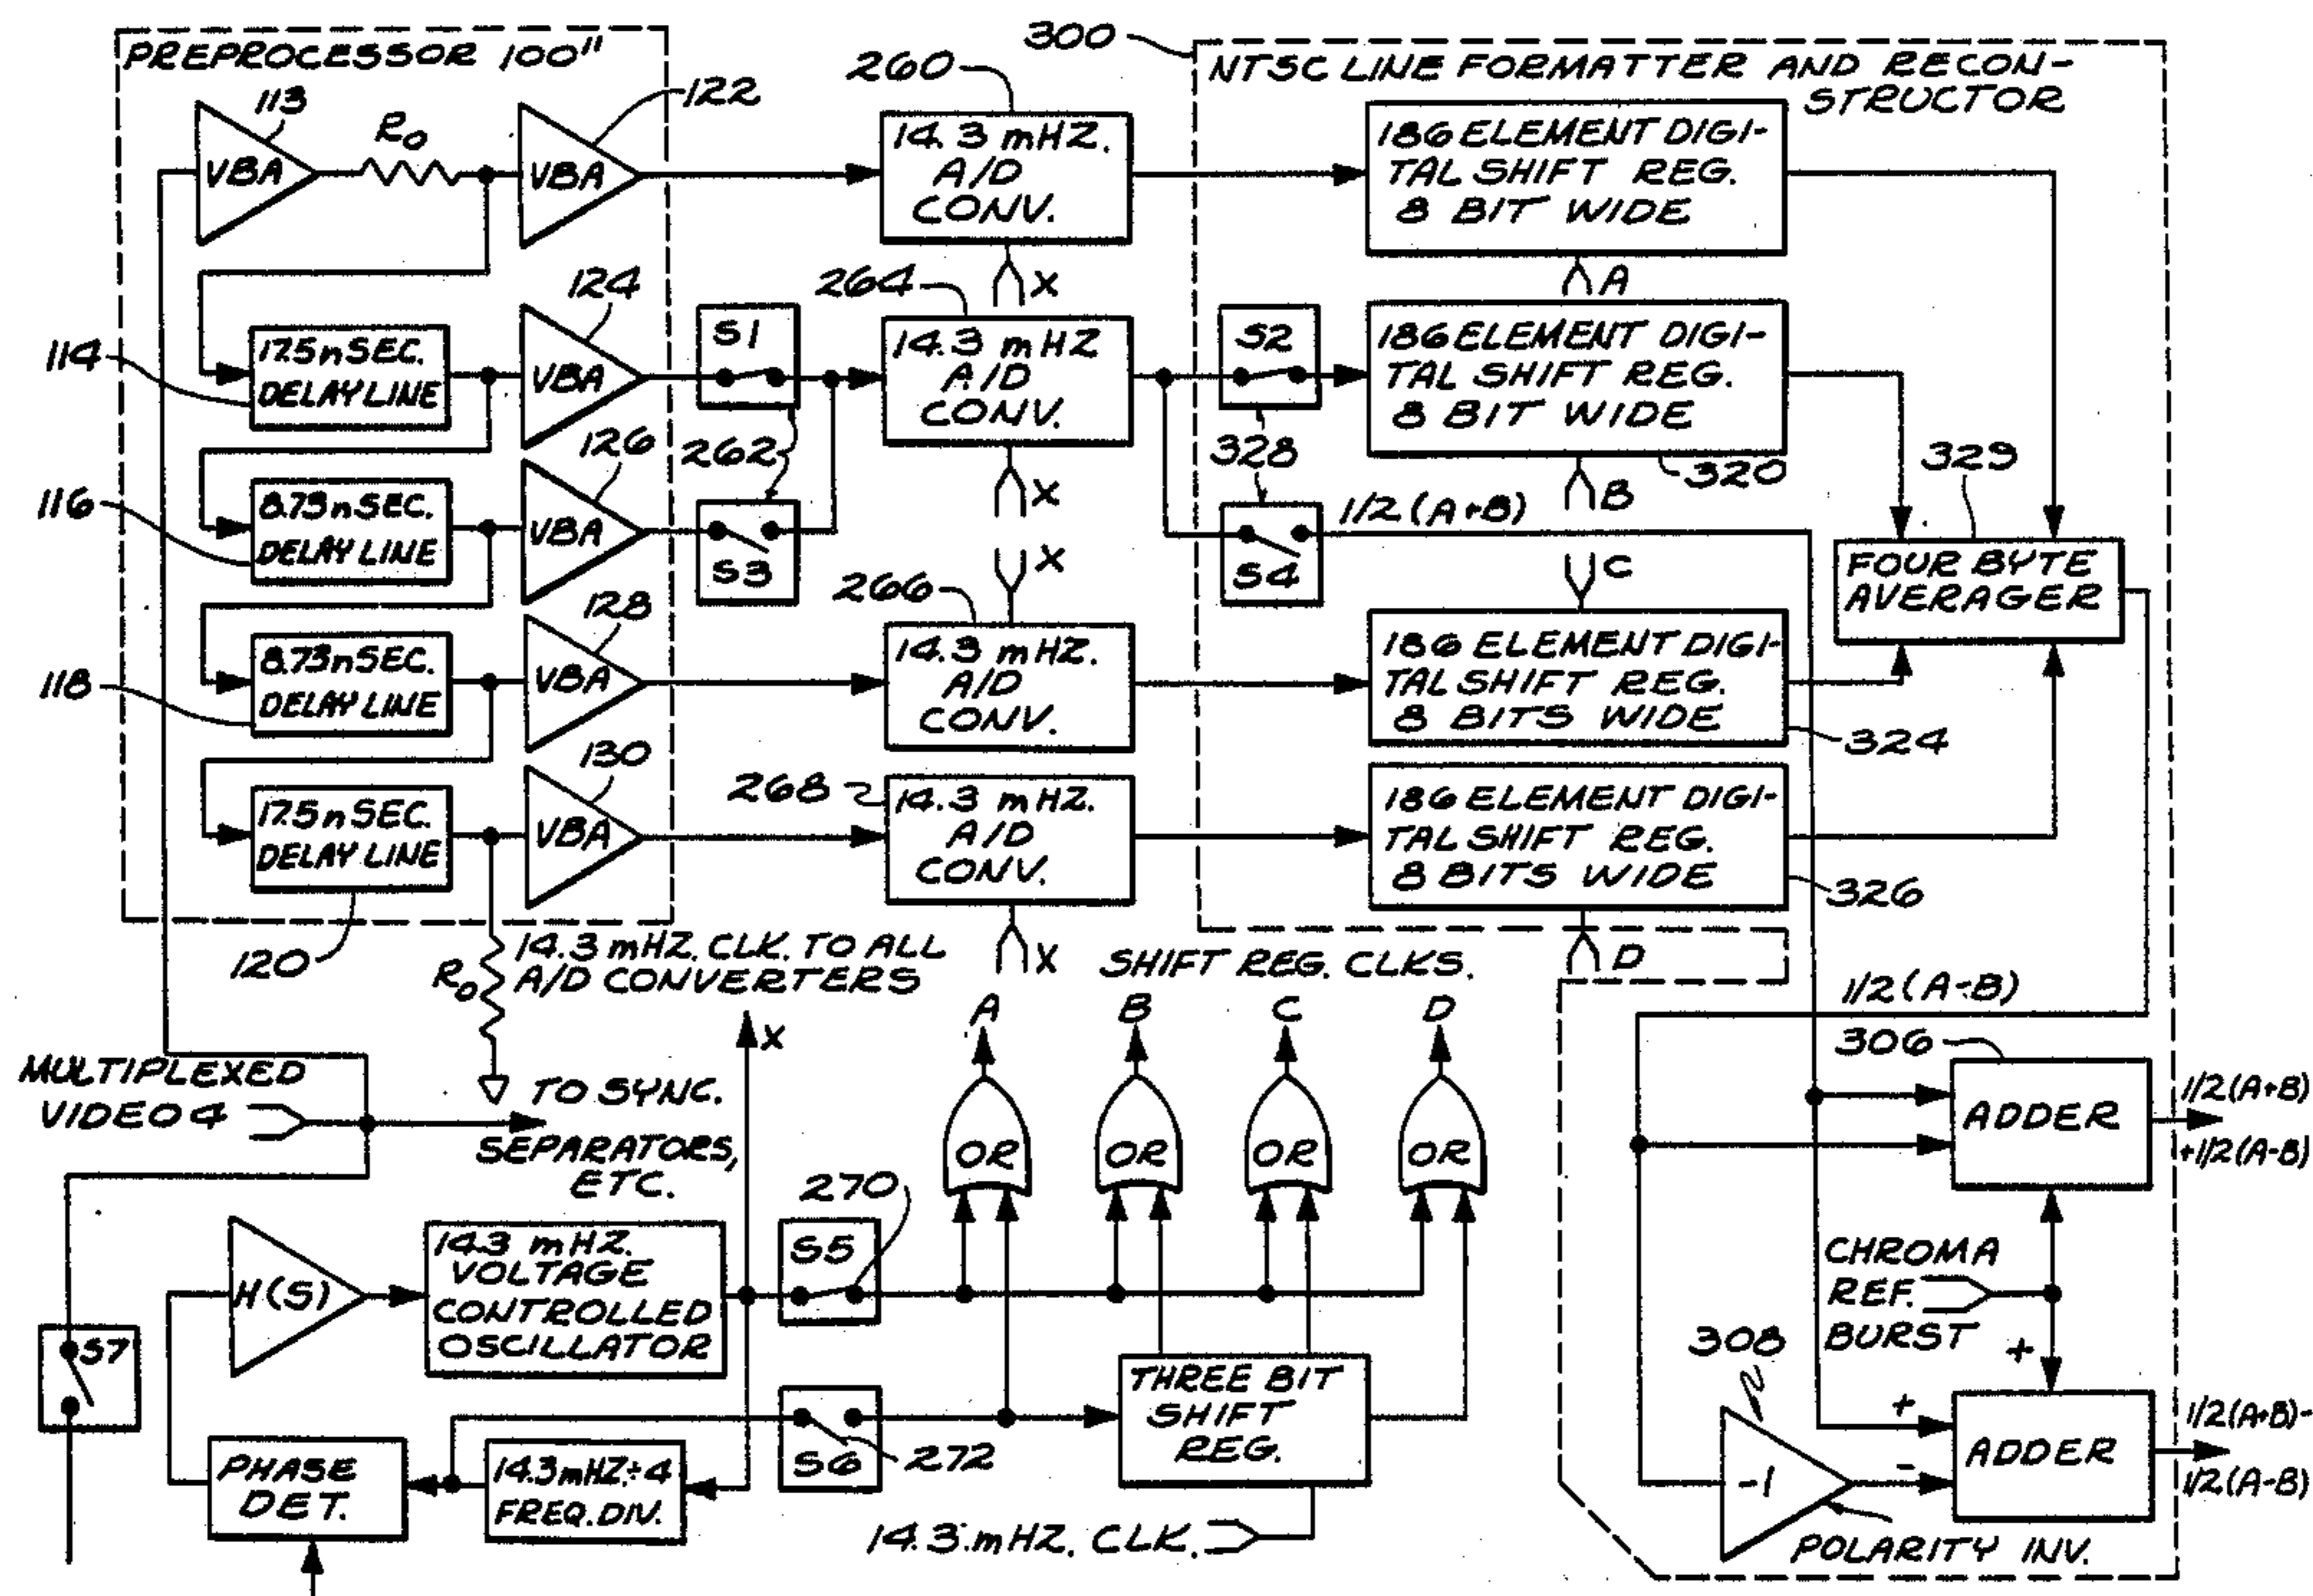 PREPROCESSOR 100"
113
R0
VBA
122
VBA
260
14.3 mHZ.
A/D
CONV.
X
300
NTSC LINE FORMATTER AND RECON-
STRUCTOR
186 ELEMENT DIGI-
TAL SHIFT REG.
8 BIT WIDE
A
114
17.5 nSEC.
DELAY LINE
124
VBA
S1
262
264
14.3 mHZ
A/D
CONV.
X
S2
328
186 ELEMENT DIGI-
TAL SHIFT REG.
8 BIT WIDE
320
B
329
FOUR BYTE
AVERAGER
116
8.73 nSEC.
DELAY LINE
126
VBA
S3
S4
1/2 (A+B)
118
8.73 nSEC.
DELAY LINE
128
VBA
X
266
14.3 mHZ.
A/D
CONV.
C
186 ELEMENT DIGI-
TAL SHIFT REG.
8 BITS WIDE
324
120
17.5 nSEC.
DELAY LINE
130
VBA
268
14.3 mHZ.
A/D
CONV.
X
186 ELEMENT DIGI-
TAL SHIFT REG.
8 BITS WIDE
326
D
R0
14.3 mHZ. CLK. TO ALL
A/D CONVERTERS
X
SHIFT REG. CLKS.
A
B
C
D
1/2 (A-B)
MULTIPLEXED
VIDEO 4
TO SYNC.
SEPARATORS,
ETC.
OR
OR
OR
OR
306
ADDER
1/2(A+B)
+1/2(A-B)
S7
H(S)
14.3 mHZ.
VOLTAGE
CONTROLLED
OSCILLATOR
S5
270
CHROMA
REF.
BURST
+
PHASE
DET.
14.3 mHZ.÷4
FREQ. DIV.
S6
272
THREE BIT
SHIFT
REG.
14.3 mHZ. CLK.
308
-1
POLARITY INV.
+
-
ADDER
1/2(A+B)-
1/2(A-B)